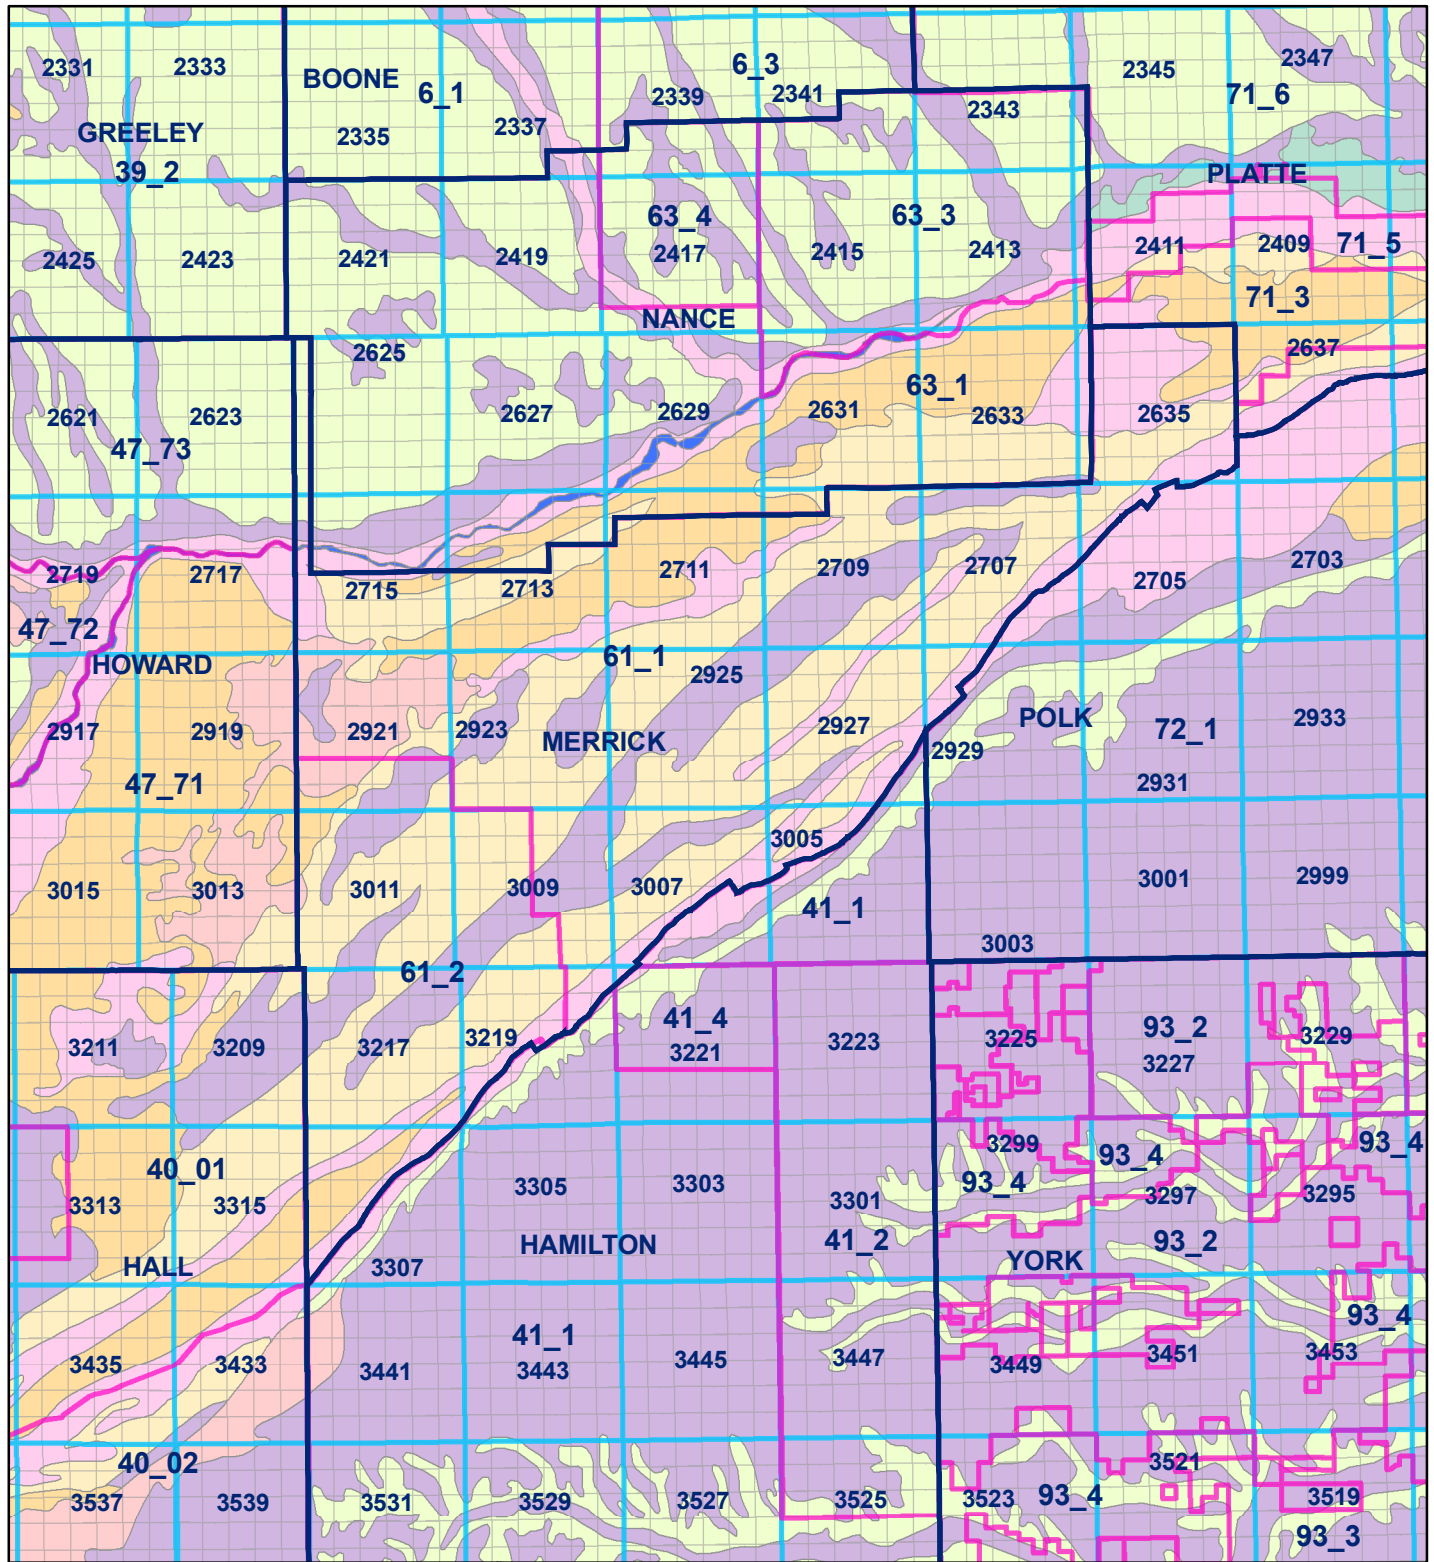 2331 2333 BOONE 6_1 6_3 2345 2347
2339 2341 2343 71_6
GREELEY 2335 2337
39_2 PLATTE
63_4 63_3
2425 2423 2421 2419 2417 2415 2413 2411 2409 71_5
NANCE 71_3
2625 2637
63_1
2621 2623 2627 2629 2631 2633 2635
47_73
2719 2717 2715 2713 2711 2709 2707 2705 2703
47_72
HOWARD 61_1
2925
2917 2919 2921 2923 MERRICK 2927 2929 POLK 72_1 2933
47_71 2931
3005
3015 3013 3011 3009 3007 41_1 3001 2999
3003
61_2
3211 3209 3217 3219 41_4 3223 3225 93_2 3229
3221 3227
3299 93_4 93_4
40_01 93_4
3313 3315 3305 3303 3301 3297 3295
HAMILTON 41_2 93_2
HALL 3307 YORK
41_1 93_4
3435 3433 3441 3443 3445 3447 3449 3451 3453
40_02 3521
3537 3539 3531 3529 3527 3525 3523 93_4 3519
93_3